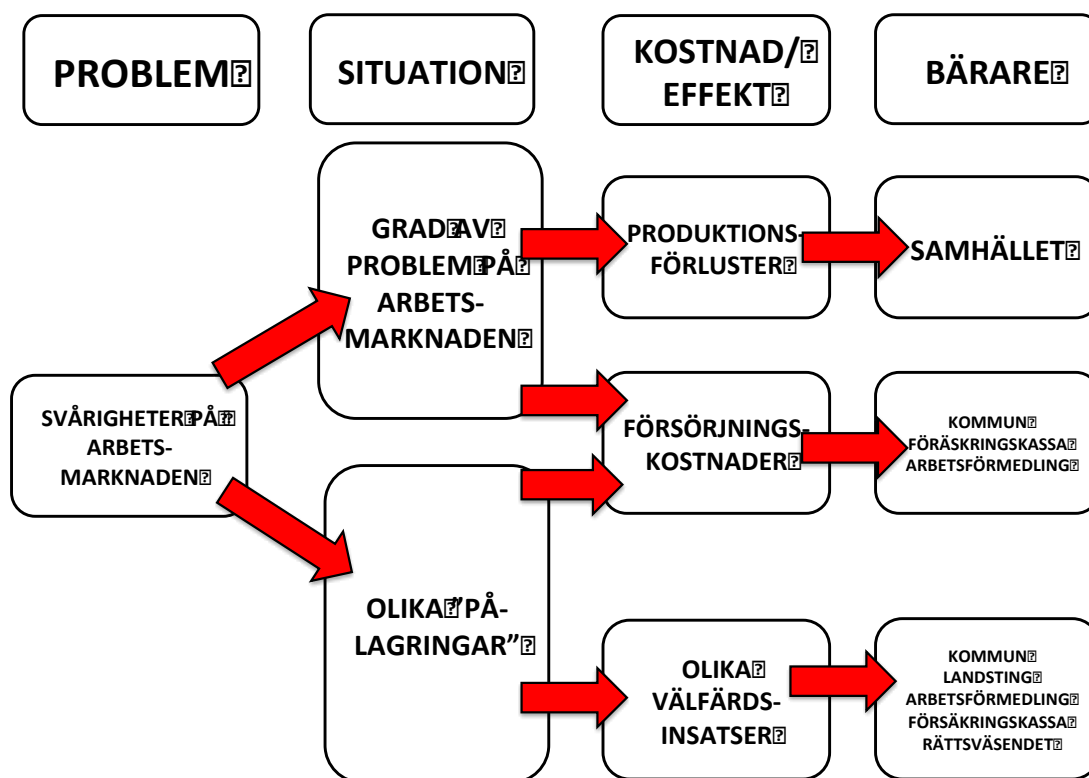 PROBLEM
SITUATION
KOSTNAD/
EFFEKT
BÄRARE
GRAD AV
PROBLEM PÅ
ARBETS-
MARKNADEN
PRODUKTIONS-
FÖRLUSTER
SAMHÄLLET
SVÅRIGHETER PÅ
ARBETS-
MARKNADEN
FÖRSÖRJNINGS-
KOSTNADER
KOMMUN
FÖRÄSKRINGSKASSA
ARBETSFÖRMEDLING
OLIKA ”PÅ-
LAGRINGAR”
OLIKA
VÄLFÄRDS-
INSATSER
KOMMUN
LANDSTING
ARBETSFÖRMEDLING
FÖRSÄKRINGSKASSA
RÄTTSVÄSENDET